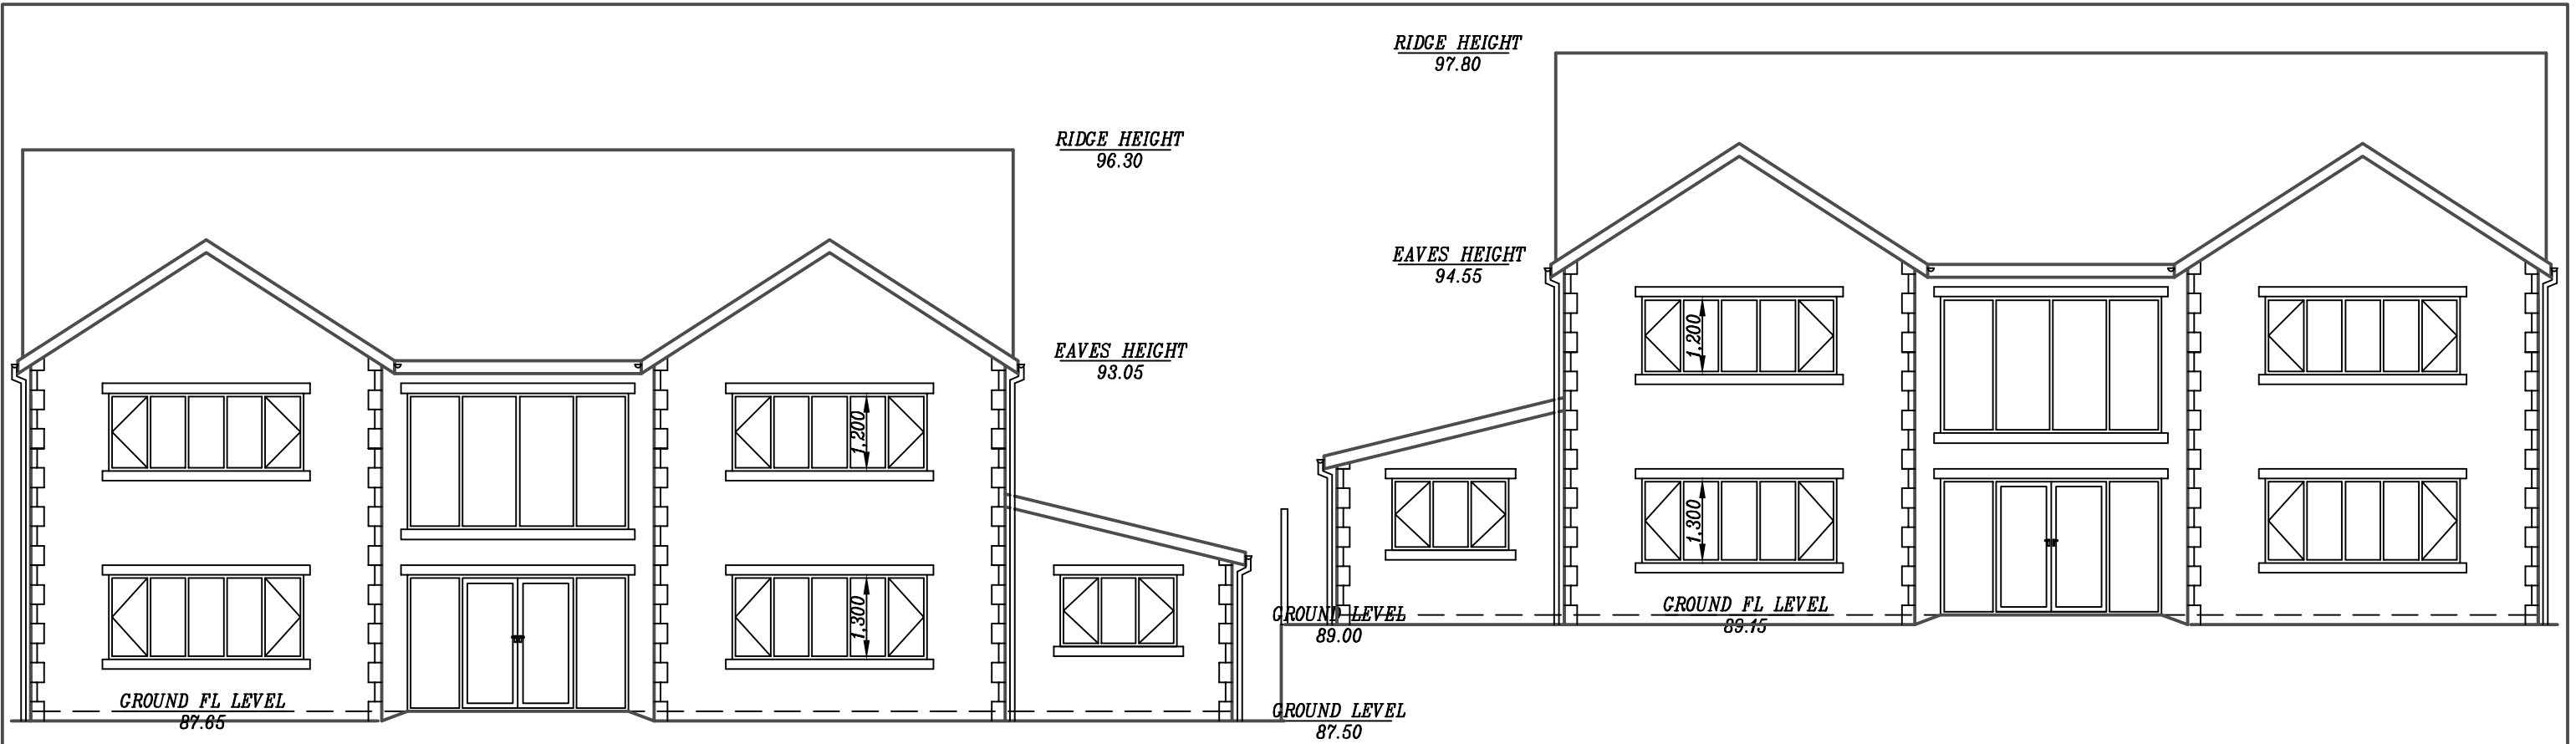 RIDGE HEIGHT
97.80
RIDGE HEIGHT
96.30
EAVES HEIGHT
94.55
EAVES HEIGHT
93.05
1,200
1,200
1,300
1,300
GROUND LEVEL
89.00
GROUND FL LEVEL
89.15
GROUND FL LEVEL
87.65
GROUND LEVEL
87.50